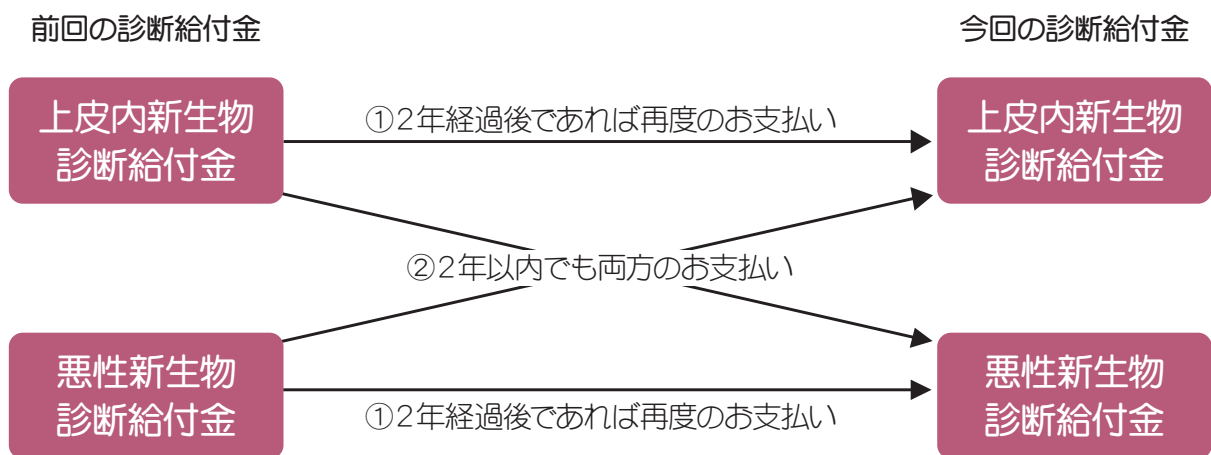 前回の診断給付金
今回の診断給付金
上皮内新生物
診断給付金
①2年経過後であれば再度のお支払い
上皮内新生物
診断給付金
②2年以内でも両方のお支払い
悪性新生物
診断給付金
①2年経過後であれば再度のお支払い
悪性新生物
診断給付金